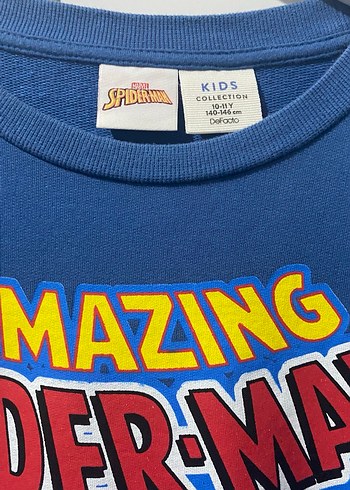 MARVEL
SPIDER-MAN
KIDS
COLLECTION
10-11 Y
140-146 cm
DeFacto
MAZING
DER-MA